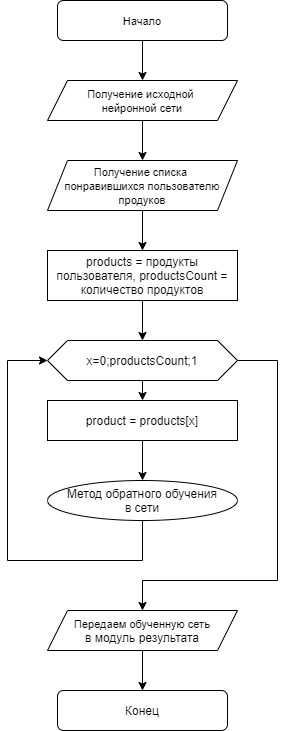 Начало
Получение исходной
нейронной сети
Получение списка
понравившихся пользователю
продуков
products = продукты
пользователя, productsCount =
количество продуктов
x=0;productsCount;1
product = products[x]
Метод обратного обучения
в сети
Передаем обученную сеть
в модуль результата
Конец